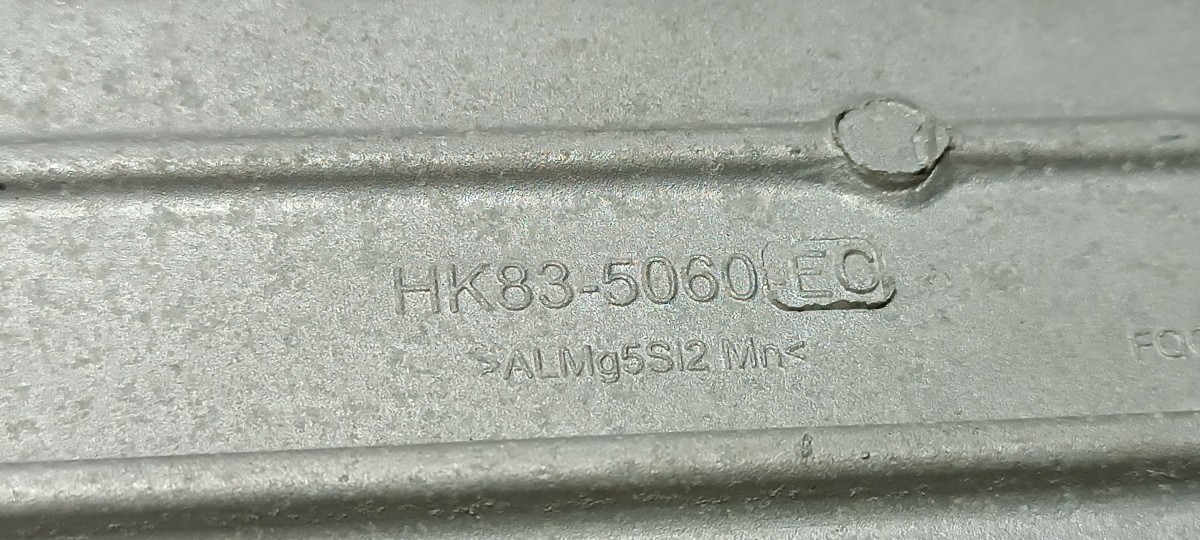 HK83-5060 EC
>ALMg5SI2 Mn<